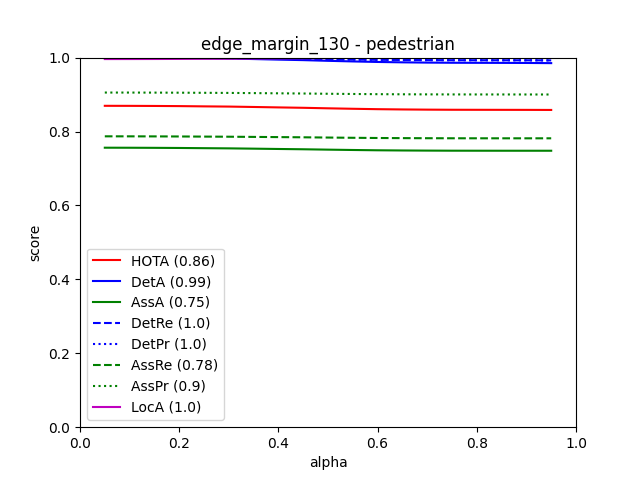 edge_margin_130 - pedestrian
1.0
0.8
0.6
0.4
0.2
0.0
score
HOTA (0.86)
DetA (0.99)
AssA (0.75)
DetRe (1.0)
DetPr (1.0)
AssRe (0.78)
AssPr (0.9)
LocA (1.0)
0.0 0.2 0.4 0.6 0.8 1.0
alpha